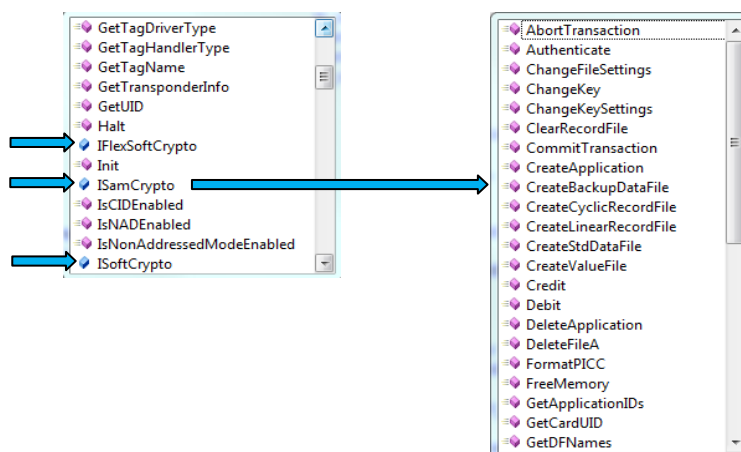 GetTagDriverType
GetTagHandlerType
GetTagName
GetTransponderInfo
GetUID
Halt
IFlexSoftCrypto
Init
ISamCrypto
IsCIDEnabled
IsNADEnabled
IsNonAddressedModeEnabled
ISoftCrypto
AbortTransaction
Authenticate
ChangeFileSettings
ChangeKey
ChangeKeySettings
ClearRecordFile
CommitTransaction
CreateApplication
CreateBackupDataFile
CreateCyclicRecordFile
CreateLinearRecordFile
CreateStdDataFile
CreateValueFile
Credit
Debit
DeleteApplication
DeleteFileA
FormatPICC
FreeMemory
GetApplicationIDs
GetCardUID
GetDFNames